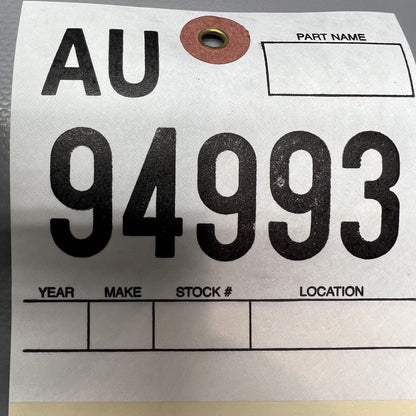 AU
PART NAME
94993
YEAR MAKE STOCK # LOCATION